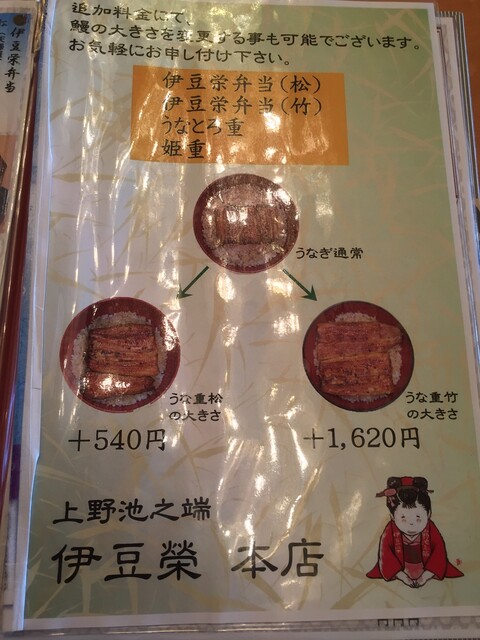 追加料金にて、
鰻の大きさを変更する事も可能でございます。
お気軽にお申し付け下さい。
伊豆栄弁当(松)
伊豆栄弁当(竹)
うなとろ重
姫重
うなぎ通常
うな重松
の大きさ
+540円
うな重竹
の大きさ
+1,620円
上野池之端
伊豆榮 本店
伊豆栄弁当